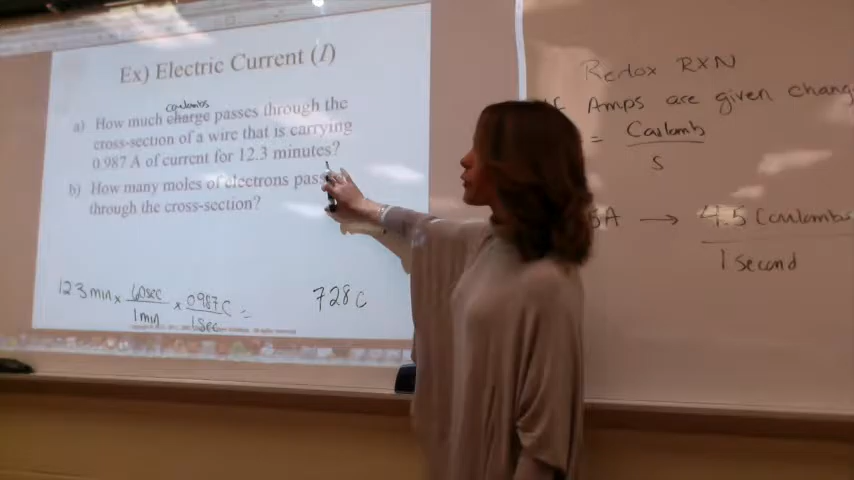 Ex) Electric Current (I)
coulombs
a) How much charge passes through the
cross-section of a wire that is carrying
0.987 A of current for 12.3 minutes?
b) How many moles of electrons pass
through the cross-section?
12.3 min × 60 sec / 1 min × 0.987 C / 1 sec =
728 C
Redox RXN
Amps are given
= Coulomb / s
5A → 4.5 Coulombs / 1 second